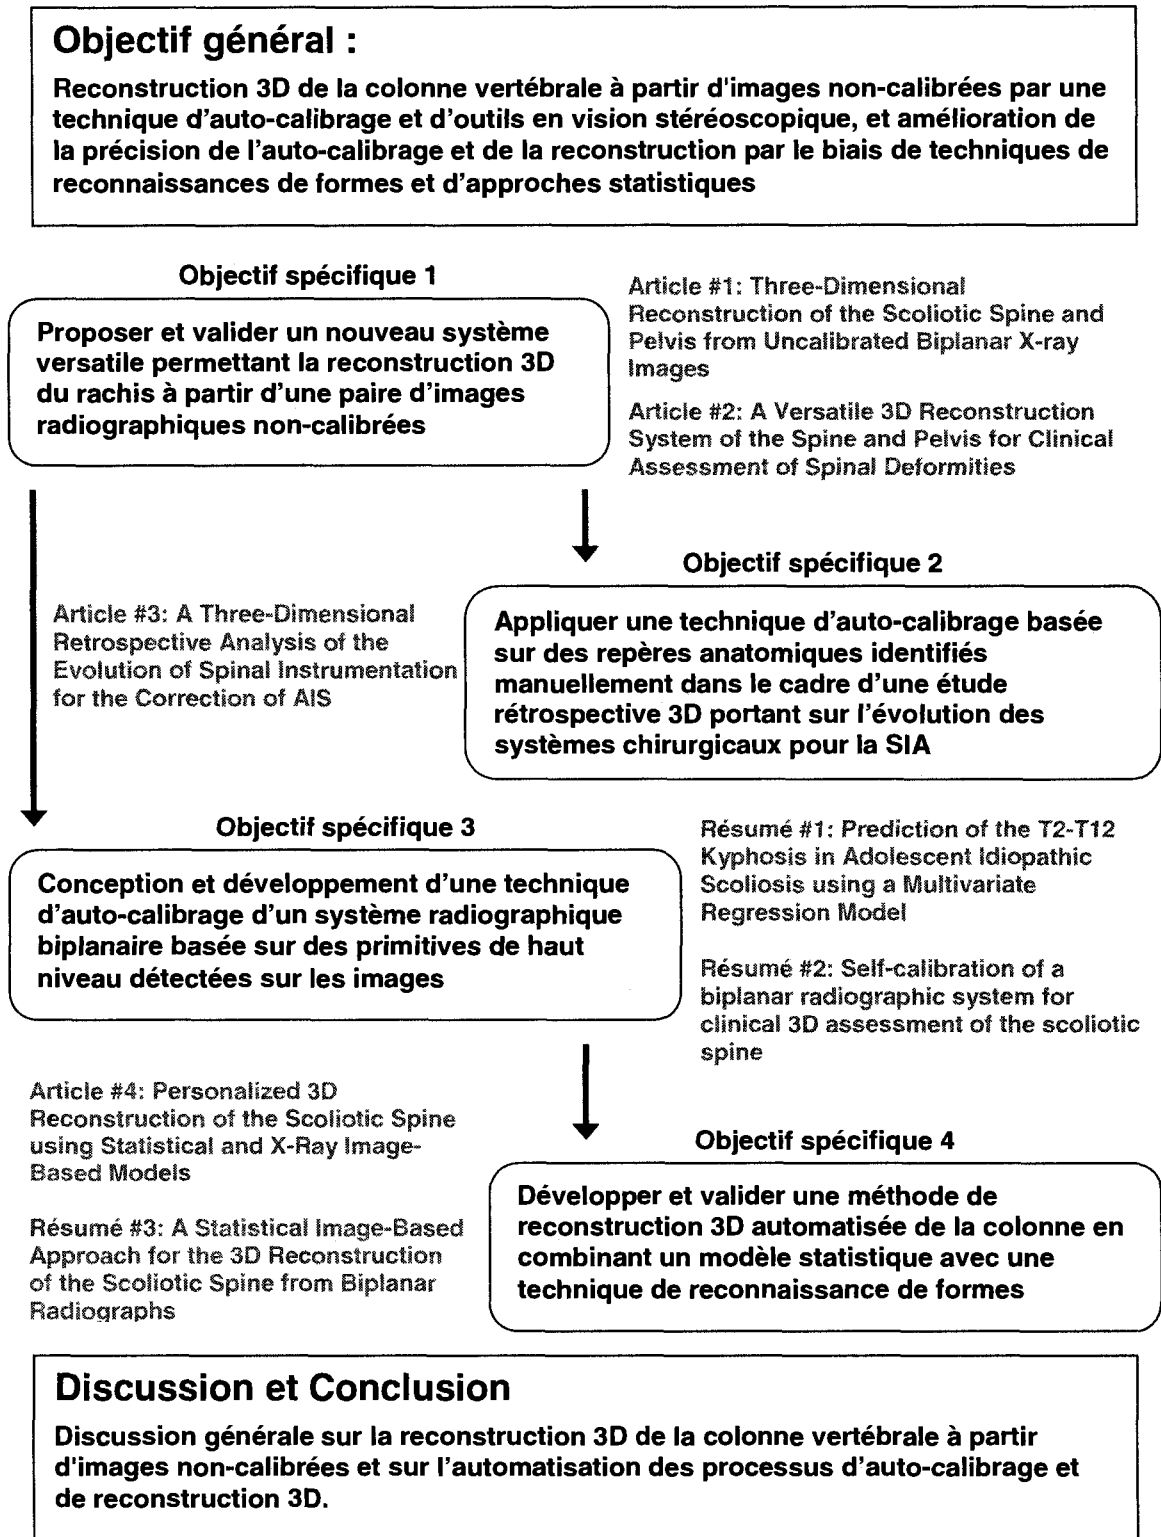 Objectif général :
Reconstruction 3D de la colonne vertébrale à partir d'images non-calibrées par une
technique d'auto-calibrage et d'outils en vision stéréoscopique, et amélioration de
la précision de l'auto-calibrage et de la reconstruction par le biais de techniques de
reconnaissances de formes et d'approches statistiques
Objectif spécifique 1
Proposer et valider un nouveau système
versatile permettant la reconstruction 3D
du rachis à partir d'une paire d'images
radiographiques non-calibrées
Article #1: Three-Dimensional
Reconstruction of the Scoliotic Spine and
Pelvis from Uncalibrated Biplanar X-ray
Images
Article #2: A Versatile 3D Reconstruction
System of the Spine and Pelvis for Clinical
Assessment of Spinal Deformities
Objectif spécifique 2
Article #3: A Three-Dimensional
Retrospective Analysis of the
Evolution of Spinal Instrumentation
for the Correction of AIS
Appliquer une technique d'auto-calibrage basée
sur des repères anatomiques identifiés
manuellement dans le cadre d'une étude
rétrospective 3D portant sur l'évolution des
systèmes chirurgicaux pour la SIA
Objectif spécifique 3
Conception et développement d'une technique
d'auto-calibrage d'un système radiographique
biplanaire basée sur des primitives de haut
niveau détectées sur les images
Résumé #1: Prediction of the T2-T12
Kyphosis in Adolescent Idiopathic
Scoliosis using a Multivariate
Regression Model
Résumé #2: Self-calibration of a
biplanar radiographic system for
clinical 3D assessment of the scoliotic
spine
Article #4: Personalized 3D
Reconstruction of the Scoliotic Spine
using Statistical and X-Ray Image-
Based Models
Résumé #3: A Statistical Image-Based
Approach for the 3D Reconstruction
of the Scoliotic Spine from Biplanar
Radiographs
Objectif spécifique 4
Développer et valider une méthode de
reconstruction 3D automatisée de la colonne en
combinant un modèle statistique avec une
technique de reconnaissance de formes
Discussion et Conclusion
Discussion générale sur la reconstruction 3D de la colonne vertébrale à partir
d'images non-calibrées et sur l'automatisation des processus d'auto-calibrage et
de reconstruction 3D.